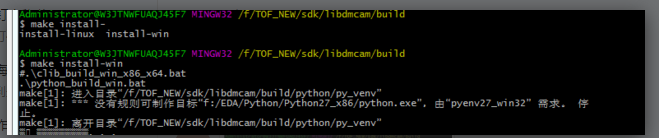 Administrator@W3JTNWFUAQJ45F7 MINGW32 /f/TOF_NEW/sdk/libdmcam/build
$ make install-
install-linux install-win
Administrator@W3JTNWFUAQJ45F7 MINGW32 /f/TOF_NEW/sdk/libdmcam/build
$ make install-win
#.\clib_build_win_x86_x64.bat
.\python_build_win.bat
make[1]: 进入目录“/f/TOF_NEW/sdk/libdmcam/build/python/py_venv”
make[1]: *** 没有规则可制作目标“f:/EDA/Python/Python27_x86/python.exe”，由“pyenv27_win32” 需求。 停
止。
make[1]: 离开目录“/f/TOF_NEW/sdk/libdmcam/build/python/py_venv”